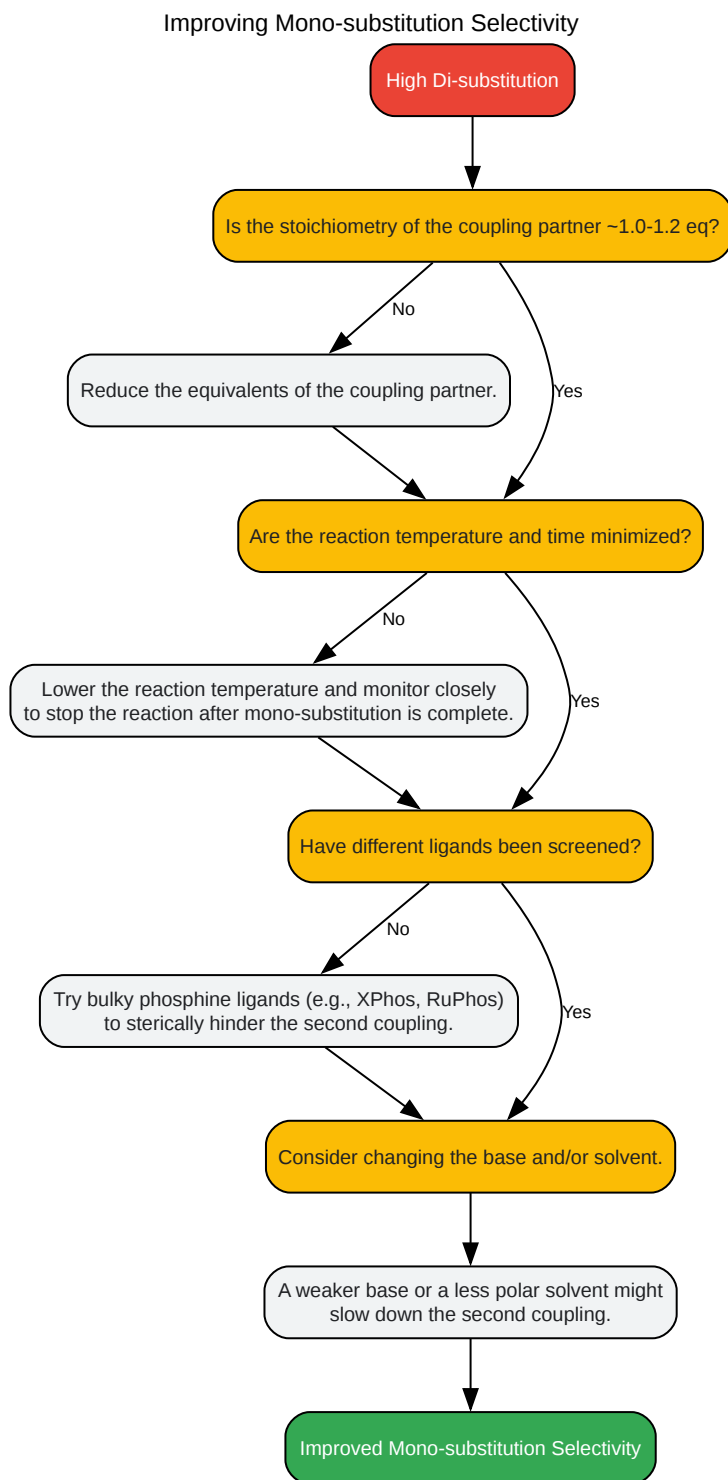 Improving Mono-substitution Selectivity
High Di-substitution
Is the stoichiometry of the coupling partner ~1.0-1.2 eq?
No
Reduce the equivalents of the coupling partner.
Yes
Are the reaction temperature and time minimized?
No
Lower the reaction temperature and monitor closely
to stop the reaction after mono-substitution is complete.
Yes
Have different ligands been screened?
No
Try bulky phosphine ligands (e.g., XPhos, RuPhos)
to sterically hinder the second coupling.
Yes
Consider changing the base and/or solvent.
A weaker base or a less polar solvent might
slow down the second coupling.
Improved Mono-substitution Selectivity